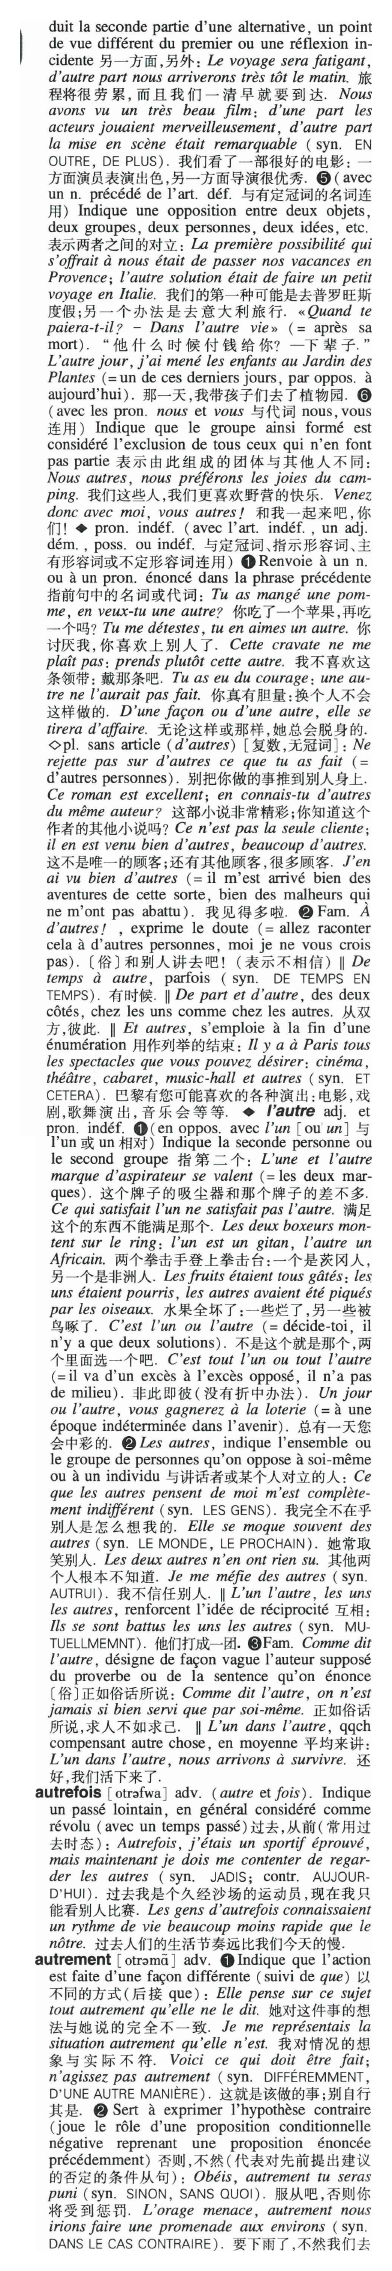 duit la seconde partie d'une alternative, un point
de vue différent du premier ou une réflexion in-
cidente 另一方面,另外: Le voyage sera fatigant,
d'autre part nous arriverons très tôt le matin. 旅
程将很劳累,而且我们一清早就要到达. Nous
avons vu un très beau film; d'une part les
acteurs jouaient merveilleusement, d'autre part
la mise en scène était remarquable (syn. EN
OUTRE, DE PLUS). 我们看了一部很好的电影: 一
方面演员表演出色,另一方面导演很优秀. ❺(avec
un n. précédé de l'art. déf. 与有定冠词的名词连
用) Indique une opposition entre deux objets,
deux groupes, deux personnes, deux idées, etc.
表示两者之间的对立: La première possibilité qui
s'offrait à nous était de passer nos vacances en
Provence; l'autre solution était de faire un petit
voyage en Italie. 我们的第一种可能是去普罗旺斯
度假;另一个办法是去意大利旅行. «Quand te
paiera-t-il? – Dans l'autre vie» (= après sa
mort). “他什么时候付钱给你? —下辈子.”
L'autre jour, j'ai mené les enfants au Jardin des
Plantes (=un de ces derniers jours, par oppos. à
aujourd'hui). 那一天,我带孩子们去了植物园. ❻
(avec les pron. nous et vous 与代词 nous, vous
连用) Indique que le groupe ainsi formé est
considéré l'exclusion de tous ceux qui n'en font
pas partie 表示由此组成的团体与其他人不同:
Nous autres, nous préférons les joies du cam-
ping. 我们这些人,我们更喜欢野营的快乐. Venez
donc avec moi, vous autres! 和我一起来吧,你
们! ◆ pron. indéf. (avec l'art. indéf., un adj.
dém., poss. ou indéf. 与定冠词、指示形容词、主
有形容词或不定形容词连用) ❶Renvoie à un n.
ou à un pron. énoncé dans la phrase précédente
指前句中的名词或代词: Tu as mangé une pom-
me, en veux-tu une autre? 你吃了一个苹果,再吃
一个吗? Tu me détestes, tu en aimes un autre. 你
讨厌我,你喜欢上别人了. Cette cravate ne me
plaît pas: prends plutôt cette autre. 我不喜欢这
条领带: 戴那条吧. Tu as eu du courage: une au-
tre ne l'aurait pas fait. 你真有胆量:换个人不会
这样做的. D'une façon ou d'une autre, elle se
tirera d'affaire. 无论这样或那样,她总会脱身的.
◇pl. sans article (d'autres) [复数,无冠词]: Ne
rejette pas sur d'autres ce que tu as fait (=
d'autres personnes). 别把你做的事推到别人身上.
Ce roman est excellent; en connais-tu d'autres
du même auteur? 这部小说非常精彩;你知道这个
作者的其他小说吗? Ce n'est pas la seule cliente;
il en est venu bien d'autres, beaucoup d'autres.
这不是唯一的顾客;还有其他顾客,很多顾客. J'en
ai vu bien d'autres (=il m'est arrivé bien des
aventures de cette sorte, bien des malheurs qui
ne m'ont pas abattu). 我见得多啦. ❷ Fam. À
d'autres!, exprime le doute (= allez raconter
cela à d'autres personnes, moi je ne vous crois
pas). 〔俗〕和别人讲去吧! (表示不相信) ‖ De
temps à autre, parfois (syn. DE TEMPS EN
TEMPS). 有时候. ‖ De part et d'autre, des deux
côtés, chez les uns comme chez les autres. 从双
方,彼此. ‖ Et autres, s'emploie à la fin d'une
énumération 用作列举的结束: Il y a à Paris tous
les spectacles que vous pouvez désirer: cinéma,
théâtre, cabaret, music-hall et autres (syn. ET
CETERA). 巴黎有您可能喜欢的各种演出:电影,戏
剧,歌舞演出,音乐会等等. ◆ l'autre adj. et
pron. indéf. ❶(en oppos. avec l'un [ou un] 与
l'un 或 un 相对) Indique la seconde personne ou
le second groupe 指第二个: L'une et l'autre
marque d'aspirateur se valent (=les deux mar-
ques). 这个牌子的吸尘器和那个牌子的差不多.
Ce qui satisfait l'un ne satisfait pas l'autre. 满足
这个的东西不能满足那个. Les deux boxeurs mon-
tent sur le ring: l'un est un gitan, l'autre un
Africain. 两个拳击手登上拳击台:一个是茨冈人,
另一个是非洲人. Les fruits étaient tous gâtés: les
uns étaient pourris, les autres avaient été piqués
par les oiseaux. 水果全坏了:一些烂了,另一些被
鸟啄了. C'est l'un ou l'autre (= décide-toi, il
n'y a que deux solutions). 不是这个就是那个,两
个里面选一个吧. C'est tout l'un ou tout l'autre
(=il va d'un excès à l'excès opposé, il n'a pas
de milieu). 非此即彼(没有折中办法). Un jour
ou l'autre, vous gagnerez à la loterie (= à une
époque indéterminée dans l'avenir). 总有一天您
会中彩的. ❷Les autres, indique l'ensemble ou
le groupe de personnes qu'on oppose à soi-même
ou à un individu 与讲话者或某个人对立的人: Ce
que les autres pensent de moi m'est complète-
ment indifférent (syn. LES GENS). 我完全不在乎
别人是怎么想我的. Elle se moque souvent des
autres (syn. LE MONDE, LE PROCHAIN). 她常取
笑别人. Les deux autres n'en ont rien su. 其他两
个人根本不知道. Je me méfie des autres (syn.
AUTRUI). 我不信任别人. ‖ L'un l'autre, les uns
les autres, renforcent l'idée de réciprocité 互相:
Ils se sont battus les uns les autres (syn. MU-
TUELLMEMNT). 他们打成一团. ❸Fam. Comme dit
l'autre, désigne de façon vague l'auteur supposé
du proverbe ou de la sentence qu'on énonce
〔俗〕正如俗话所说: Comme dit l'autre, on n'est
jamais si bien servi que par soi-même. 正如俗话
所说,求人不如求己. ‖ L'un dans l'autre, qqch
compensant autre chose, en moyenne 平均来讲:
L'un dans l'autre, nous arrivons à survivre. 还
好,我们活下来了.
autrefois [otrəfwa] adv. (autre et fois). Indique
un passé lointain, en général considéré comme
révolu (avec un temps passé)过去,从前(常用过
去时态): Autrefois, j'étais un sportif éprouvé,
mais maintenant je dois me contenter de regar-
der les autres (syn. JADIS; contr. AUJOUR-
D'HUI). 过去我是个久经沙场的运动员,现在我只
能看别人比赛. Les gens d'autrefois connaissaient
un rythme de vie beaucoup moins rapide que le
nôtre. 过去人们的生活节奏远比我们今天的慢.
autrement [otrəmɑ̃] adv. ❶Indique que l'action
est faite d'une façon différente (suivi de que) 以
不同的方式(后接 que): Elle pense sur ce sujet
tout autrement qu'elle ne le dit. 她对这件事的想
法与她说的完全不一致. Je me représentais la
situation autrement qu'elle n'est. 我对情况的想
象与实际不符. Voici ce qui doit être fait;
n'agissez pas autrement (syn. DIFFÉREMMENT,
D'UNE AUTRE MANIÈRE). 这就是该做的事;别自行
其是. ❷ Sert à exprimer l'hypothèse contraire
(joue le rôle d'une proposition conditionnelle
négative reprenant une proposition énoncée
précédemment) 否则,不然(代表对先前提出建议
的否定的条件从句): Obéis, autrement tu seras
puni (syn. SINON, SANS QUOI). 服从吧,否则你
将受到惩罚. L'orage menace, autrement nous
irions faire une promenade aux environs (syn.
DANS LE CAS CONTRAIRE). 要下雨了,不然我们去